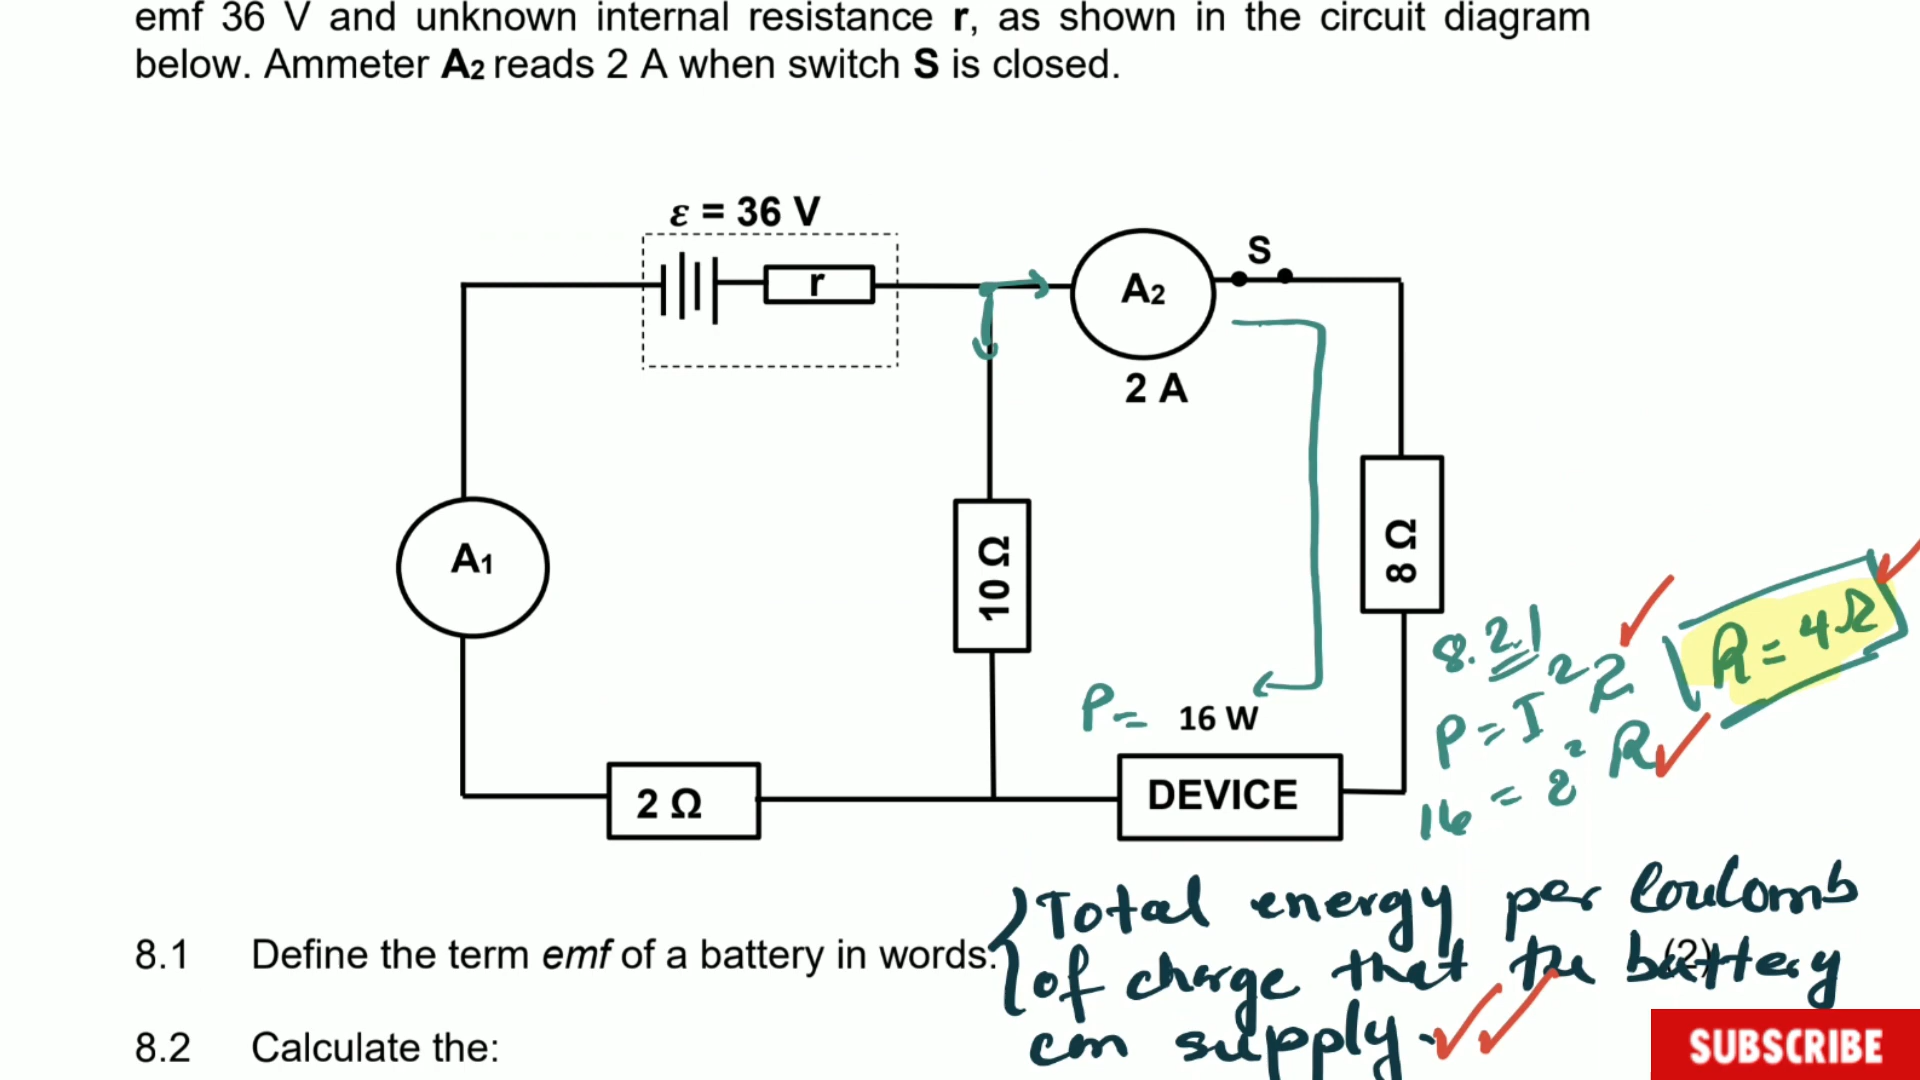 emf 36 V and unknown internal resistance r, as shown in the circuit diagram
below. Ammeter A2 reads 2 A when switch S is closed.
ε = 36 V
r
A2
S
2 A
A1
10 Ω
8 Ω
8.2.1
R = 4Ω
P = I²R
P = 16 W
16 = 2² R
2 Ω
DEVICE
8.1 Define the term emf of a battery in words. (2)
Total energy per Coulomb
of charge that the battery
can supply.
8.2 Calculate the:
SUBSCRIBE